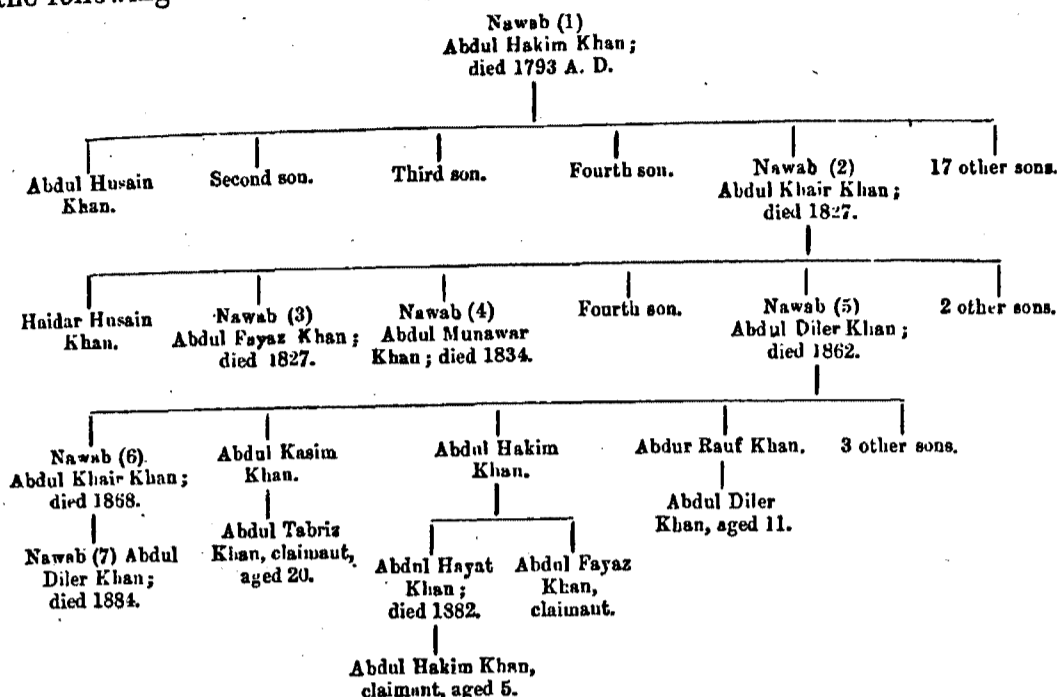 the following
Nawab (1)
Abdul Hakim Khan;
died 1793 A. D.
Abdul Husain
Khan.
Second son.
Third son.
Fourth son.
Nawab (2)
Abdul Khair Khan;
died 1827.
17 other sons.
Haidar Husain
Khan.
Nawab (3)
Abdul Fayaz Khan;
died 1827.
Nawab (4)
Abdul Munawar
Khan; died 1834.
Fourth son.
Nawab (5)
Abdul Diler Khan;
died 1862.
2 other sons.
Nawab (6).
Abdul Khair Khan;
died 1868.
Abdul Kasim
Khan.
Abdul Hakim
Khan.
Abdur Rauf Khan.
3 other sons.
Nawab (7) Abdul
Diler Khan;
died 1884.
Abdul Tabriz
Khan, claimant,
aged 20.
Abdul Hayat
Khan;
died 1882.
Abdul Fayaz
Khan,
claimant.
Abdul Diler
Khan, aged 11.
Abdul Hakim Khan,
claimant, aged 5.